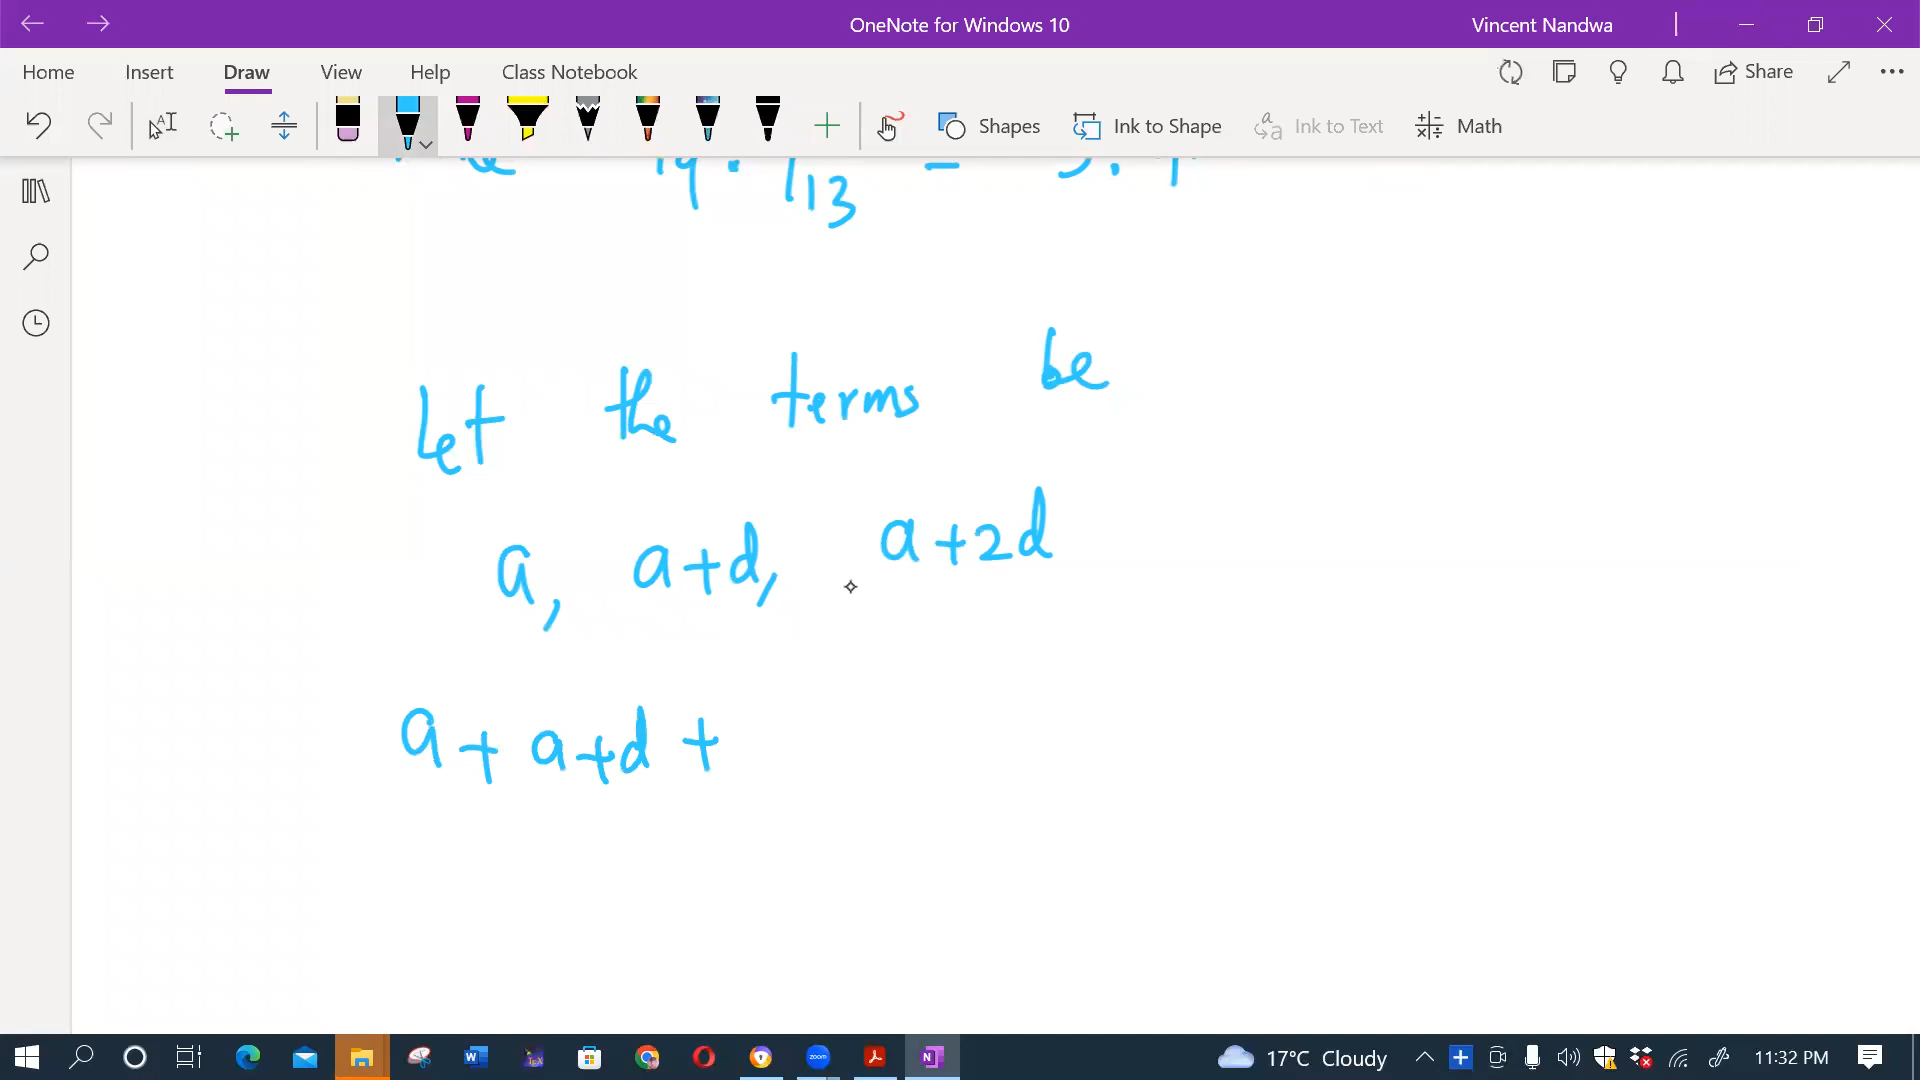 OneNote for Windows 10 Vincent Nandwa
Home Insert Draw View Help Class Notebook Share
Shapes Ink to Shape Ink to Text Math
Let the terms be
a, a+d, a+2d
a + a+d +
17°C Cloudy 11:32 PM